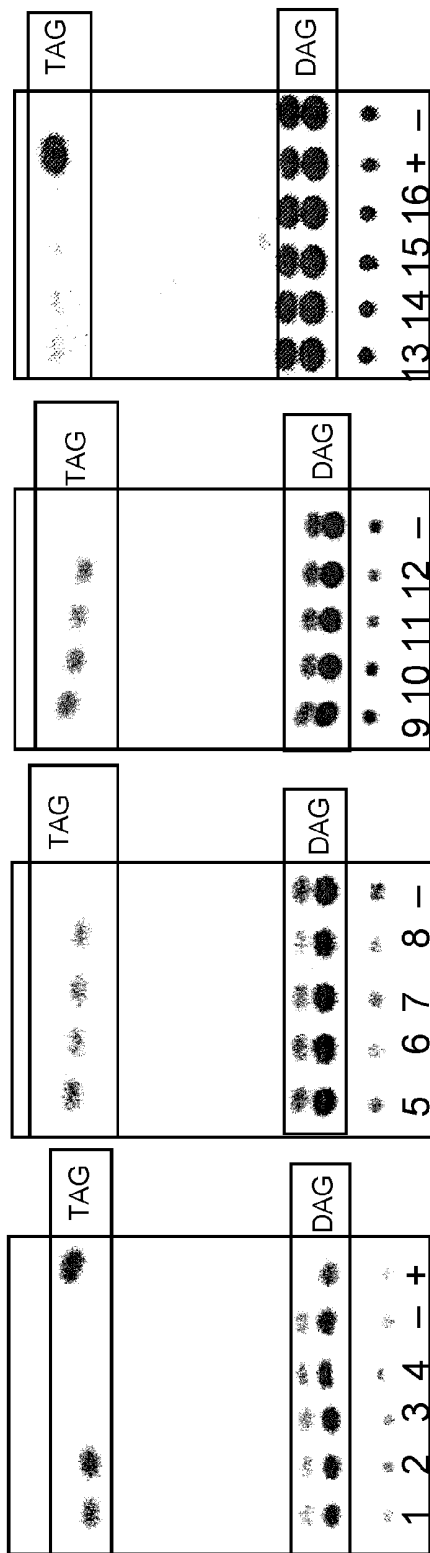 TAG
DAG
13 14 15 16 + –
TAG
DAG
9 10 11 12 –
TAG
DAG
5 6 7 8 –
TAG
DAG
1 2 3 4 – +